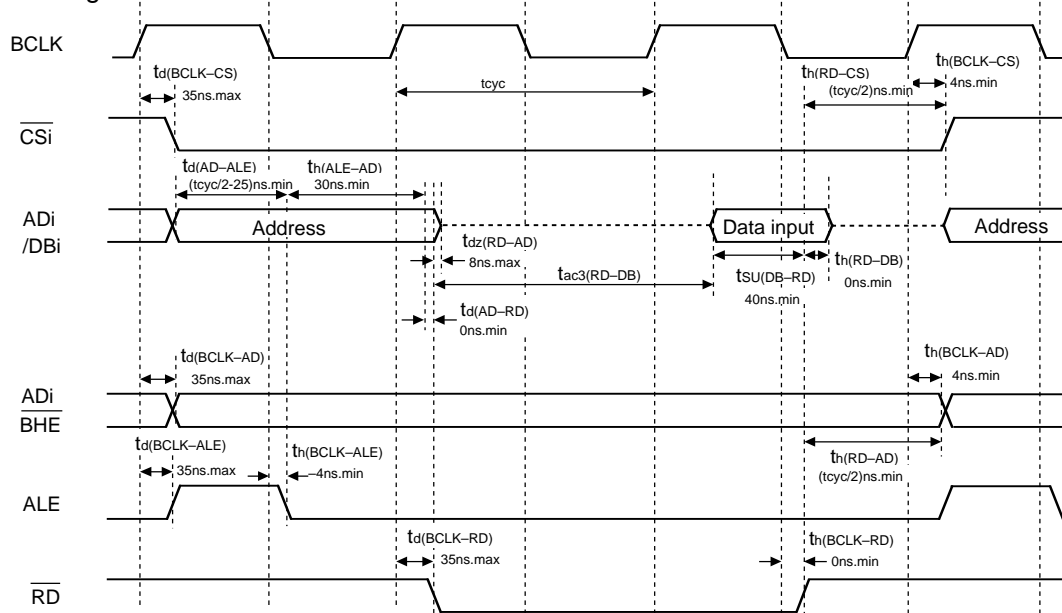 BCLK
td(BCLK–CS)
35ns.max
tcyc
th(RD–CS)
(tcyc/2)ns.min
th(BCLK–CS)
4ns.min
CSi
td(AD–ALE)
(tcyc/2-25)ns.min
th(ALE–AD)
30ns.min
ADi
/DBi
Address
Data input
Address
tdz(RD–AD)
8ns.max
tac3(RD–DB)
tSU(DB–RD)
40ns.min
th(RD–DB)
0ns.min
td(AD–RD)
0ns.min
td(BCLK–AD)
35ns.max
th(BCLK–AD)
4ns.min
ADi
BHE
td(BCLK–ALE)
35ns.max
th(BCLK–ALE)
–4ns.min
th(RD–AD)
(tcyc/2)ns.min
ALE
td(BCLK–RD)
35ns.max
th(BCLK–RD)
0ns.min
RD